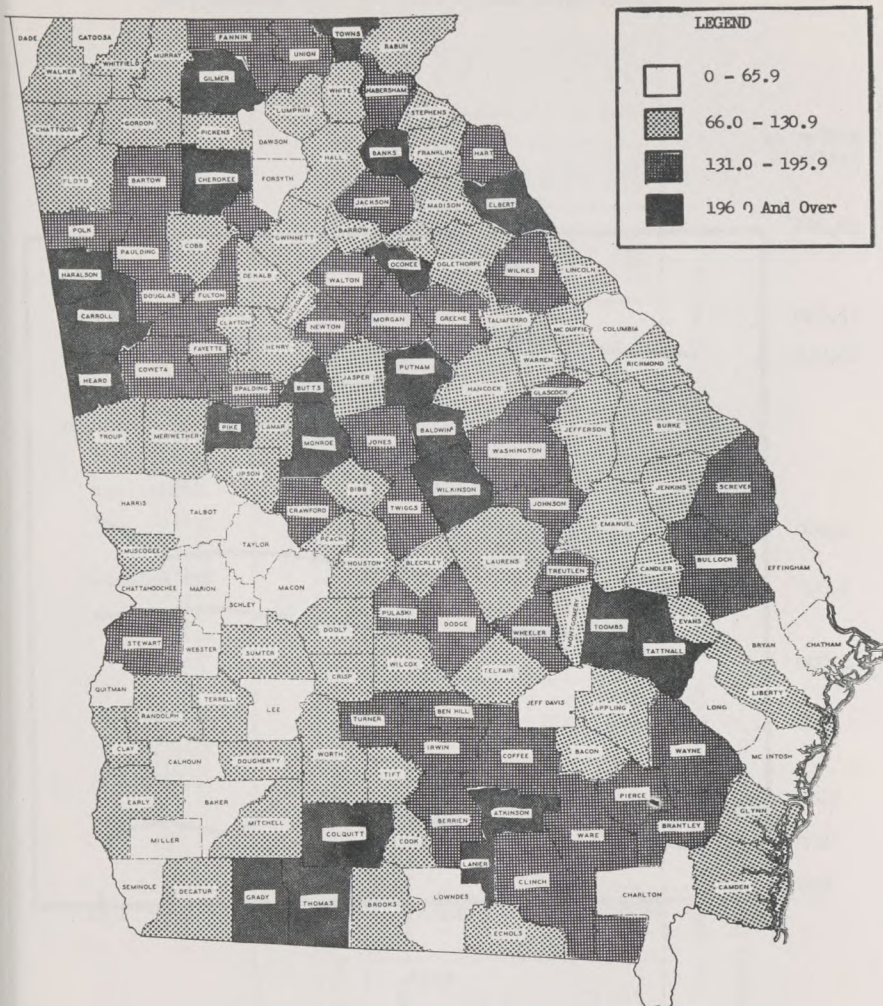 LEGEND
0 - 65.9
66.0 - 130.9
131.0 - 195.9
196 0 And Over
DADE
CATOOSA
WHITFIELD
MURRAY
FANNIN
UNION
TOWNS
RABUN
WALKER
GILMER
LUMPKIN
WHITE
HABERSHAM
STEPHENS
CHATTOOGA
GORDON
PICKENS
DAWSON
HALL
BANKS
FRANKLIN
HART
FLOYD
BARTOW
CHEROKEE
FORSYTH
JACKSON
MADISON
ELBERT
POLK
PAULDING
COBB
GWINNETT
BARROW
CLARKE
OCONEE
OGLETHORPE
WILKES
LINCOLN
HARALSON
DOUGLAS
FULTON
DE KALB
WALTON
CARROLL
CLAYTON
NEWTON
MORGAN
GREENE
TALIAFERRO
MC DUFFIE
COLUMBIA
FAYETTE
HENRY
WARREN
RICHMOND
HEARD
COWETA
SPALDING
BUTTS
JASPER
PUTNAM
HANCOCK
GLASCOCK
TROUP
MERIWETHER
PIKE
LAMAR
MONROE
JONES
BALDWIN
WASHINGTON
JEFFERSON
BURKE
UPSON
BIBB
WILKINSON
JENKINS
SCREVEN
HARRIS
TALBOT
CRAWFORD
TWIGGS
JOHNSON
EMANUEL
TAYLOR
PEACH
MUSCOGEE
HOUSTON
BLECKLEY
LAURENS
TREUTLEN
CANDLER
BULLOCH
EFFINGHAM
CHATTAHOOCHEE
MARION
MACON
SCHLEY
PULASKI
DODGE
WHEELER
MONTGOMERY
TOOMBS
EVANS
TATTNALL
BRYAN
CHATHAM
STEWART
WEBSTER
SUMTER
DOOLY
WILCOX
TELFAIR
CRISP
LIBERTY
QUITMAN
TERRELL
RANDOLPH
LEE
TURNER
BEN HILL
JEFF DAVIS
APPLING
LONG
CLAY
CALHOUN
DOUGHERTY
WORTH
IRWIN
COFFEE
BACON
WAYNE
MC INTOSH
TIFT
EARLY
BAKER
MITCHELL
COLQUITT
BERRIEN
ATKINSON
PIERCE
WARE
BRANTLEY
GLYNN
MILLER
COOK
LANIER
CLINCH
SEMINOLE
DECATUR
GRADY
THOMAS
BROOKS
LOWNDES
ECHOLS
CHARLTON
CAMDEN